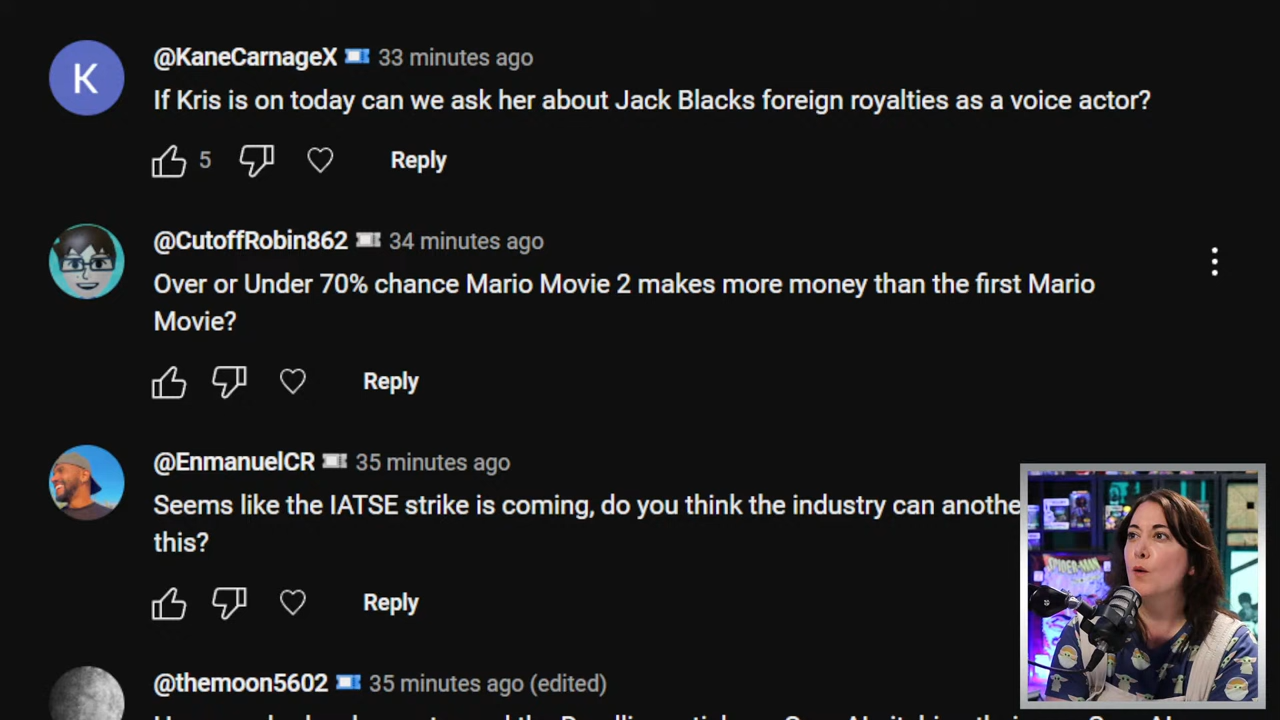 @KaneCarnageX 33 minutes ago
If Kris is on today can we ask her about Jack Blacks foreign royalties as a voice actor?
5 Reply
@CutoffRobin862 34 minutes ago
Over or Under 70% chance Mario Movie 2 makes more money than the first Mario
Movie?
Reply
@EnmanuelCR 35 minutes ago
Seems like the IATSE strike is coming, do you think the industry can anothe
this?
Reply
@themoon5602 35 minutes ago (edited)
K
SPIDER-MAN